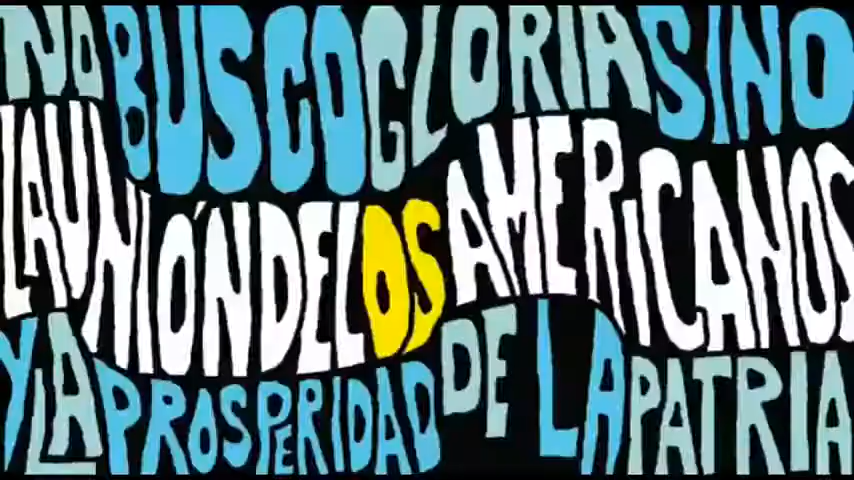 NO BUSCO GLORIA SINO
LA UNIÓN DE LOS AMERICANOS
Y LA PROSPERIDAD DE LA PATRIA